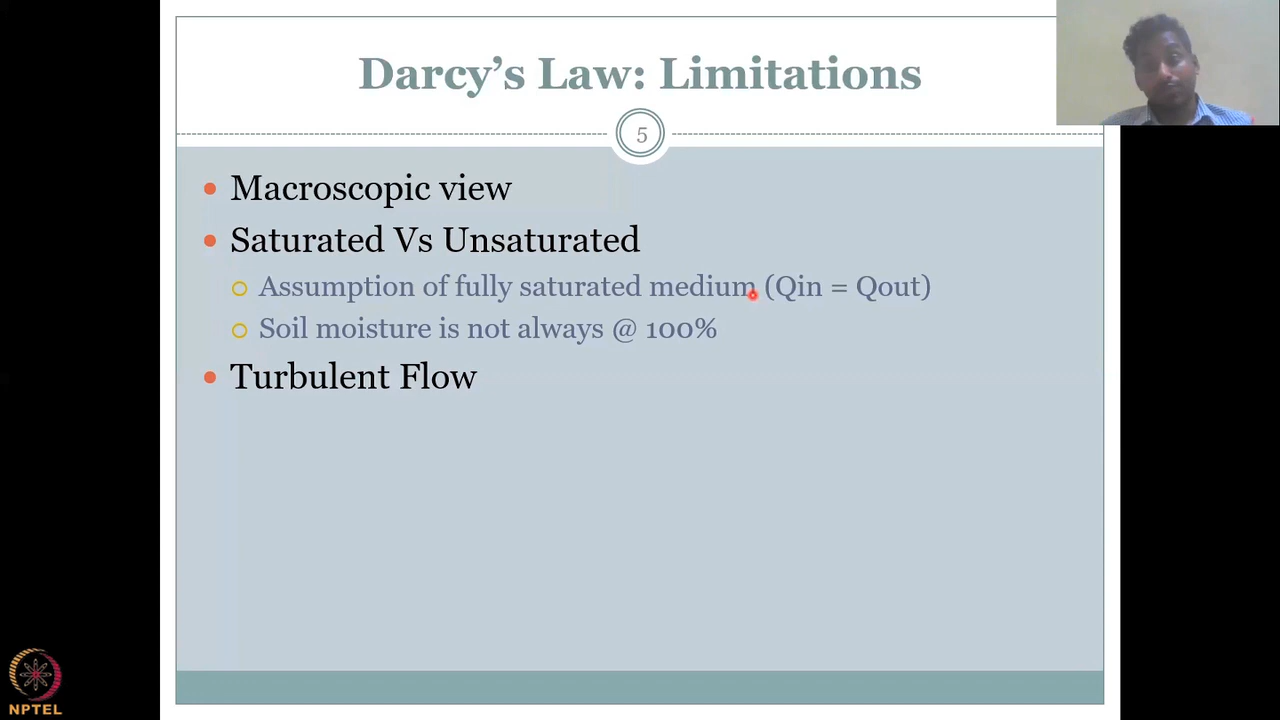 Darcy's Law: Limitations
5
Macroscopic view
Saturated Vs Unsaturated
Assumption of fully saturated medium (Qin = Qout)
Soil moisture is not always @ 100%
Turbulent Flow
NPTEL